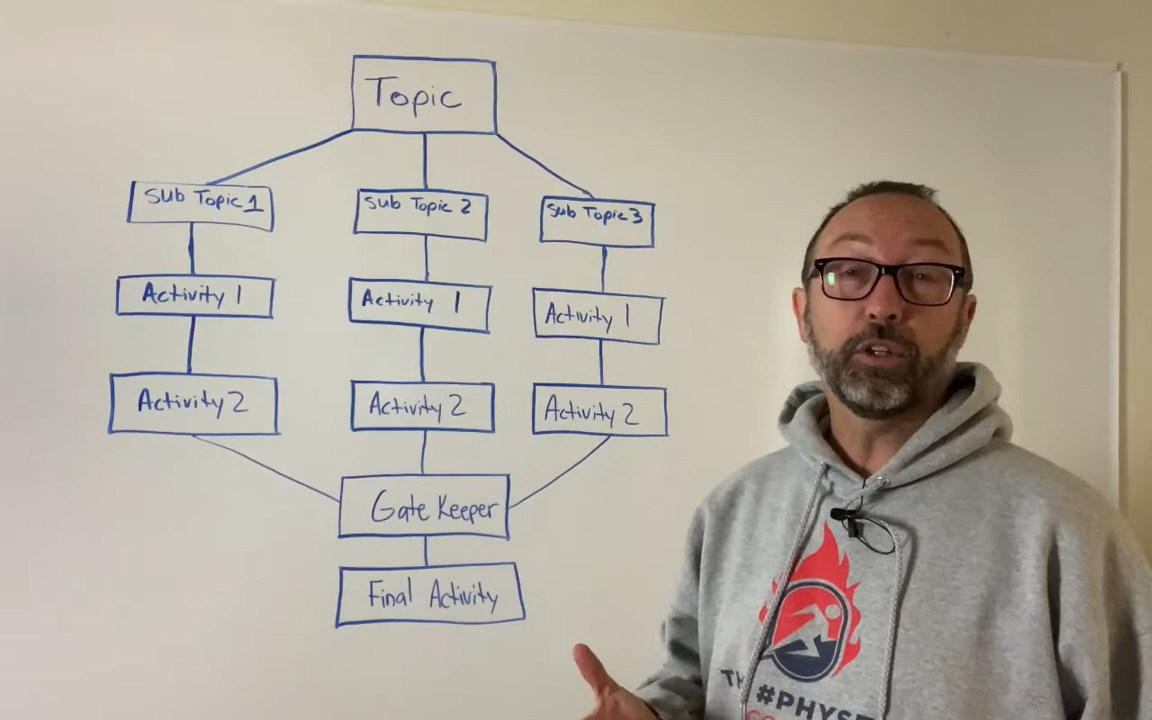 Topic
Sub Topic 1
Sub Topic 2
Sub Topic 3
Activity 1
Activity 1
Activity 1
Activity 2
Activity 2
Activity 2
Gate Keeper
Final Activity
#PHYSE